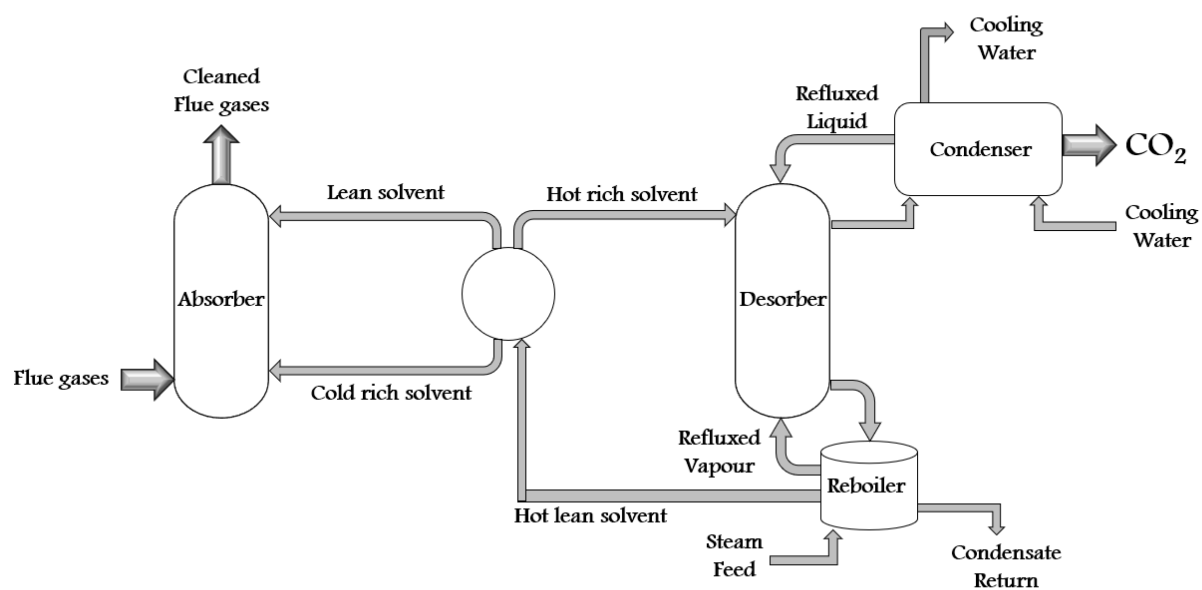 Cooling
Water
Cleaned
Flue gases
Refluxed
Liquid
Condenser
CO₂
Lean solvent
Hot rich solvent
Cooling
Water
Absorber
Desorber
Flue gases
Cold rich solvent
Refluxed
Vapour
Reboiler
Hot lean solvent
Steam
Feed
Condensate
Return